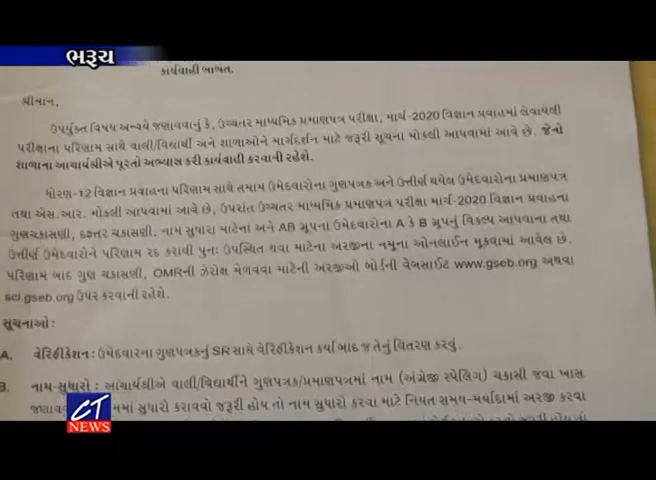 ભરૂચ
કાર્યવાહી બાબત.
શ્રીમાન,
ઉપર્યુક્ત વિષય અન્વયે જણાવવાનું કે, ઉચ્ચતર માધ્યમિક પ્રમાણપત્ર પરીક્ષા, માર્ચ-2020 વિજ્ઞાન પ્રવાહમાં લેવાયેલી
પરીક્ષાના પરિણામ સાથે વાલી/વિદ્યાર્થી અને શાળાઓને માર્ગદર્શન માટે જરૂરી સૂચના મોકલી આપવામાં આવે છે. જેનો
શાળાના આચાર્યશ્રીએ પૂરતો અભ્યાસ કરી કાર્યવાહી કરવાની રહેશે.
ધોરણ-12 વિજ્ઞાન પ્રવાહના પરિણામ સાથે તમામ ઉમેદવારોના ગુણપત્રક અને ઉત્તીર્ણ થયેલ ઉમેદવારોના પ્રમાણપત્ર
તથા એસ.આર. મોકલી આપવામાં આવે છે, ઉપરાંત ઉચ્ચતર માધ્યમિક પ્રમાણપત્ર પરીક્ષા માર્ચ-2020 વિજ્ઞાન પ્રવાહના
ગુણચકાસણી, દફતર ચકાસણી, નામ સુધારા માટેના અને AB ગ્રૂપના ઉમેદવારોના A કે B ગ્રૂપનું વિકલ્પ આપવાના તથા
ઉત્તીર્ણ ઉમેદવારોને પરિણામ રદ કરાવી પુનઃ ઉપસ્થિત થવા માટેના અરજીના નમૂના ઓનલાઈન મૂકવામાં આવેલ છે.
પરિણામ બાદ ગુણ ચકાસણી, OMRની ઝેરોક્ષ મેળવવા માટેની અરજીઓ બોર્ડની વેબસાઈટ www.gseb.org અથવા
sci.gseb.org ઉપર કરવાની રહેશે.
સૂચનાઓ :
A. વેરિફીકેશન : ઉમેદવારના ગુણપત્રકનું SR સાથે વેરિફીકેશન કર્યા બાદ જ તેનું વિતરણ કરવું.
B. નામ-સુધારો : આચાર્યશ્રીએ વાલી/વિદ્યાર્થીને ગુણપત્રક/પ્રમાણપત્રમાં નામ (અંગ્રેજી સ્પેલિંગ) ચકાસી જવા ખાસ
સુધારો કરાવવો જરૂરી હોય તો નામ સુધારો કરવા માટે નિયત સમય-મર્યાદામાં અરજી કરવા
CT
NEWS